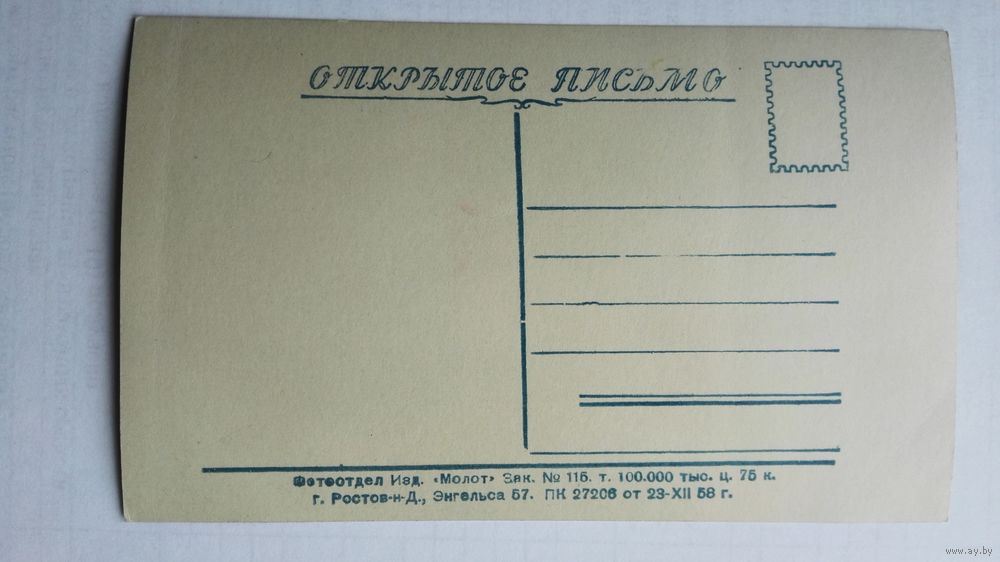 ОТКРЫТОЕ ПИСЬМО
Фотоотдел Изд. «Молот» Зак. № 115. т. 100.000 тыс. ц. 75 к.
г. Ростов-н-Д., Энгельса 57. ПК 27206 от 23-XII 58 г.
www.ay.by